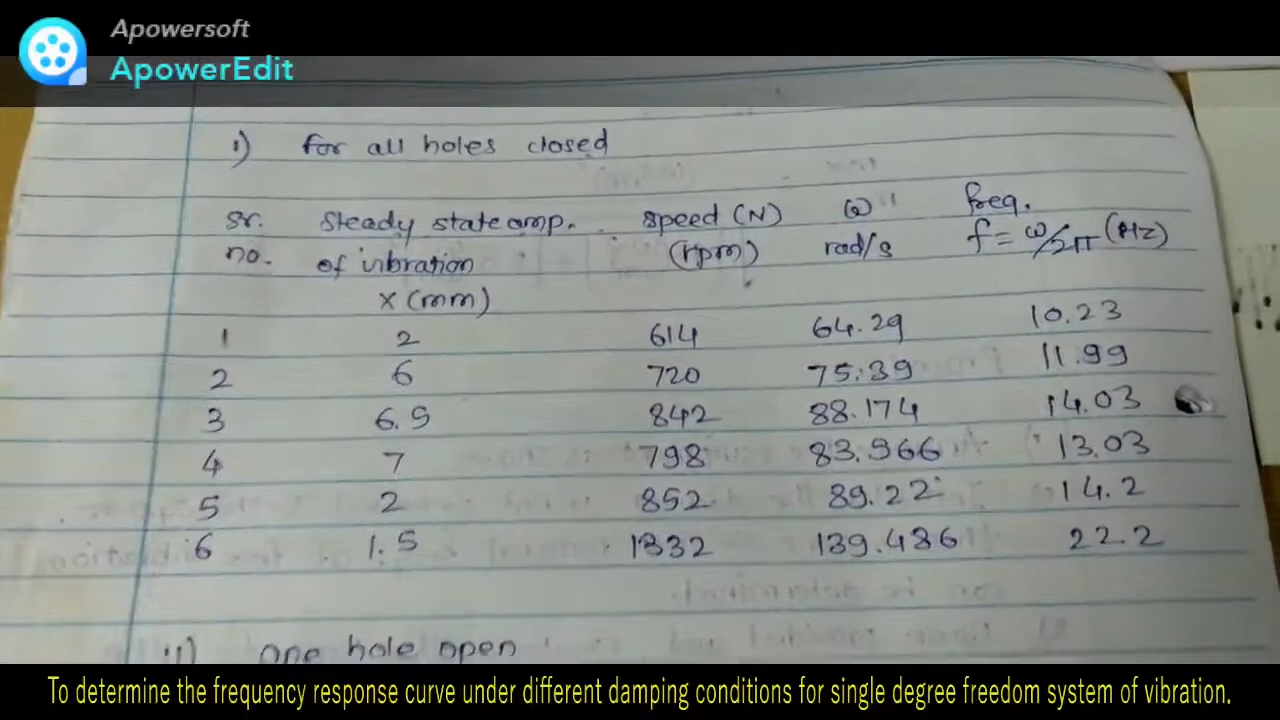 Apowersoft
ApowerEdit
i) for all holes closed
sr. no. steady state amp. of vibration X (mm) speed (N) (rpm) ω rad/s freq. f = ω/2π (Hz)
1 2 614 64.29 10.23
2 6 720 75.39 11.99
3 6.9 842 88.174 14.03
4 7 798 83.966 13.03
5 2 852 89.22 14.2
6 1.5 1332 139.486 22.2
ii) one hole open
To determine the frequency response curve under different damping conditions for single degree freedom system of vibration.